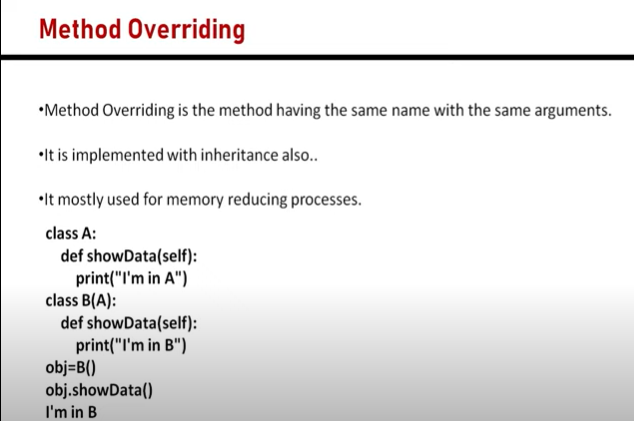 Method Overriding
•Method Overriding is the method having the same name with the same arguments.
•It is implemented with inheritance also..
•It mostly used for memory reducing processes.
class A:
def showData(self):
print("I'm in A")
class B(A):
def showData(self):
print("I'm in B")
obj=B()
obj.showData()
I'm in B